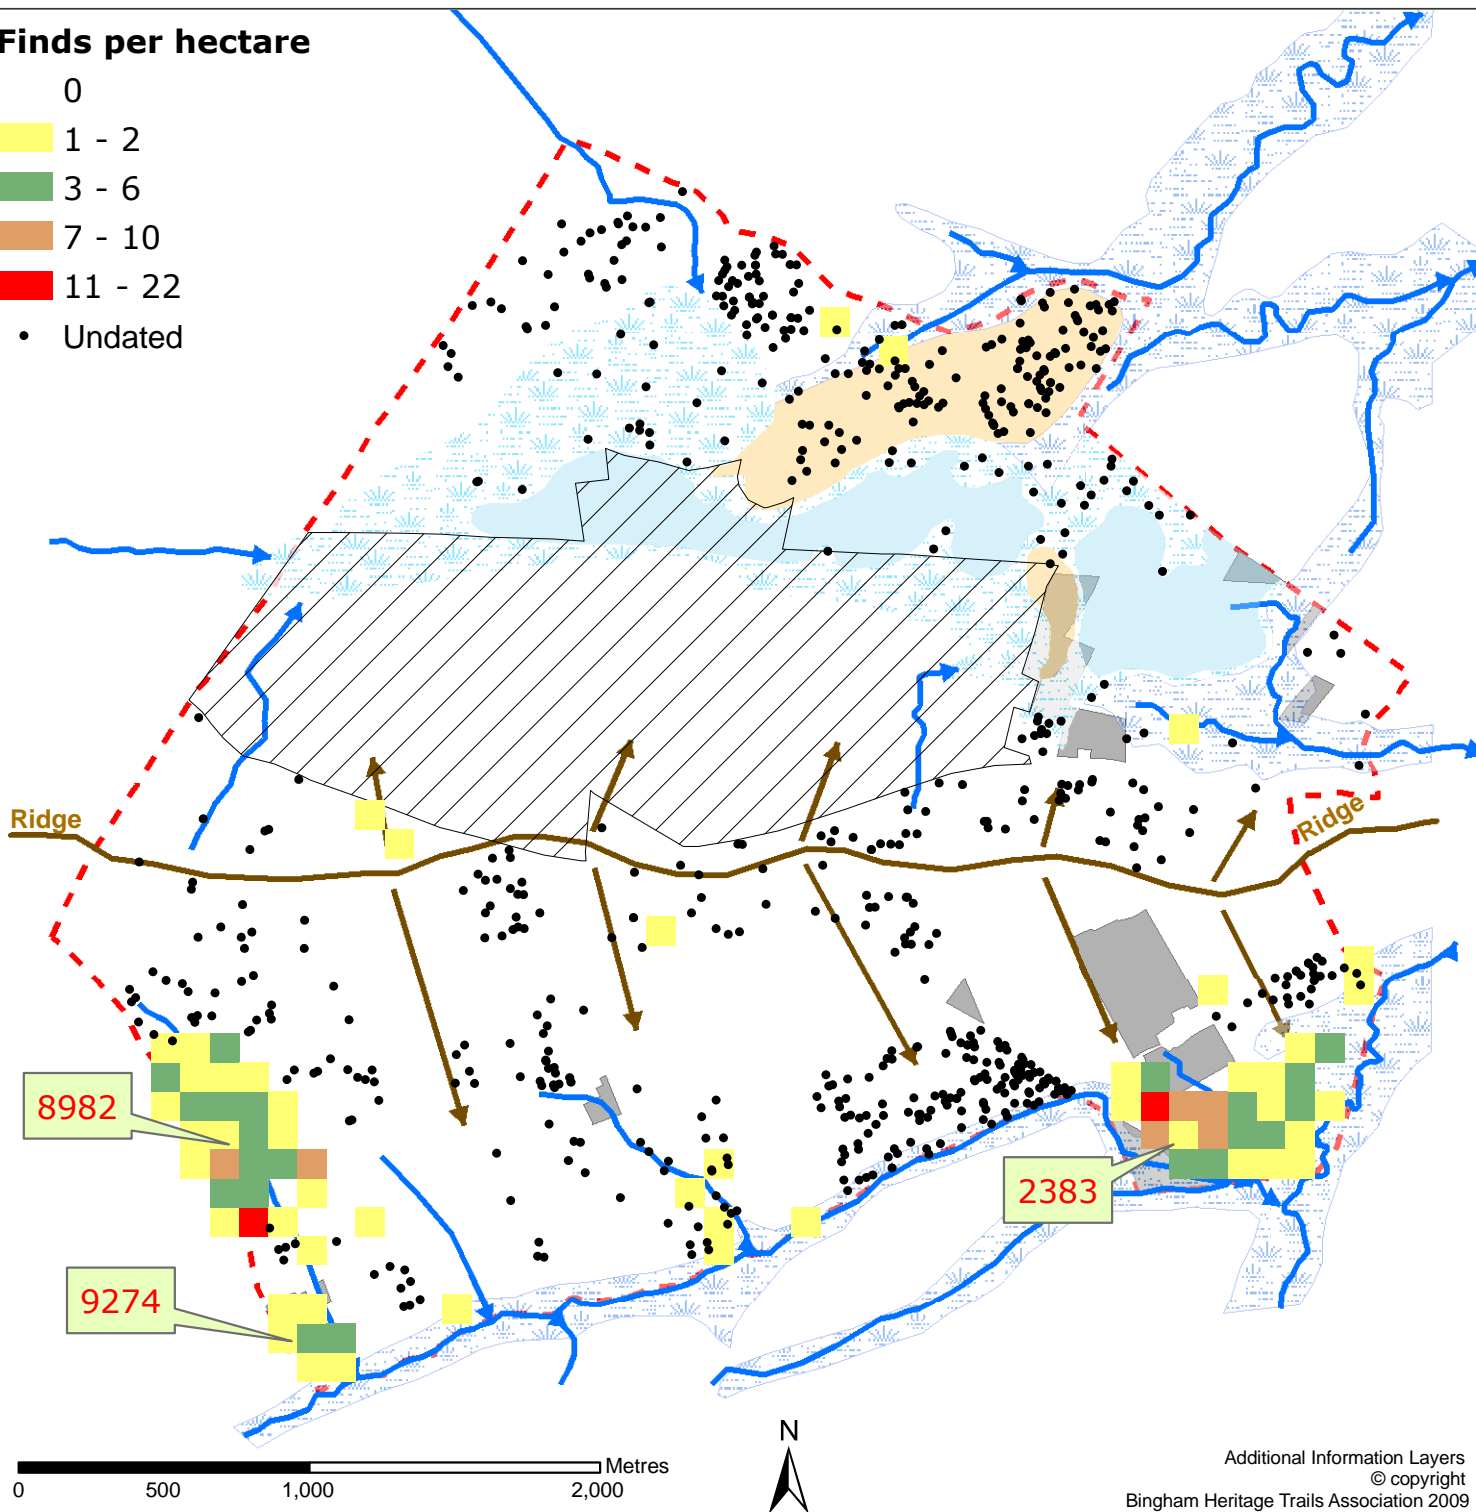 Finds per hectare
0
1 - 2
3 - 6
7 - 10
11 - 22
Undated
Ridge
Ridge
8982
2383
9274
N
Metres
0 500 1,000 2,000
Additional Information Layers
© copyright
Bingham Heritage Trails Association 2009